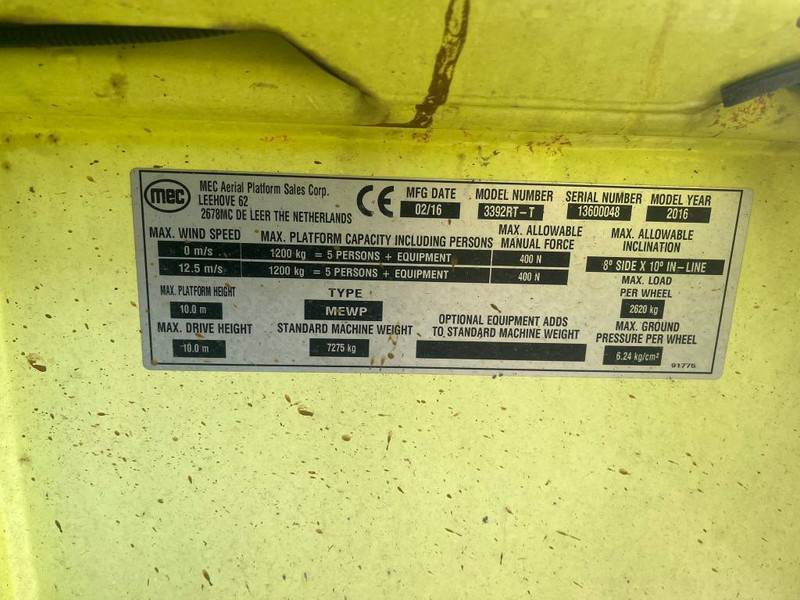 MEC
MEC Aerial Platform Sales Corp.
LEEHOVE 62
2678MC DE LEER THE NETHERLANDS
CE
MFG DATE
02/16
MODEL NUMBER
3392RT-T
SERIAL NUMBER
13600048
MODEL YEAR
2016
MAX. WIND SPEED
MAX. PLATFORM CAPACITY INCLUDING PERSONS
MAX. ALLOWABLE
MANUAL FORCE
0 m/s
1200 kg = 5 PERSONS + EQUIPMENT
400 N
12.5 m/s
1200 kg = 5 PERSONS + EQUIPMENT
400 N
MAX. ALLOWABLE
INCLINATION
8º SIDE X 10º IN-LINE
MAX. PLATFORM HEIGHT
10.0 m
TYPE
MEWP
MAX. LOAD
PER WHEEL
2620 kg
MAX. DRIVE HEIGHT
10.0 m
STANDARD MACHINE WEIGHT
7275 kg
OPTIONAL EQUIPMENT ADDS
TO STANDARD MACHINE WEIGHT
MAX. GROUND
PRESSURE PER WHEEL
6.24 kg/cm²
91775